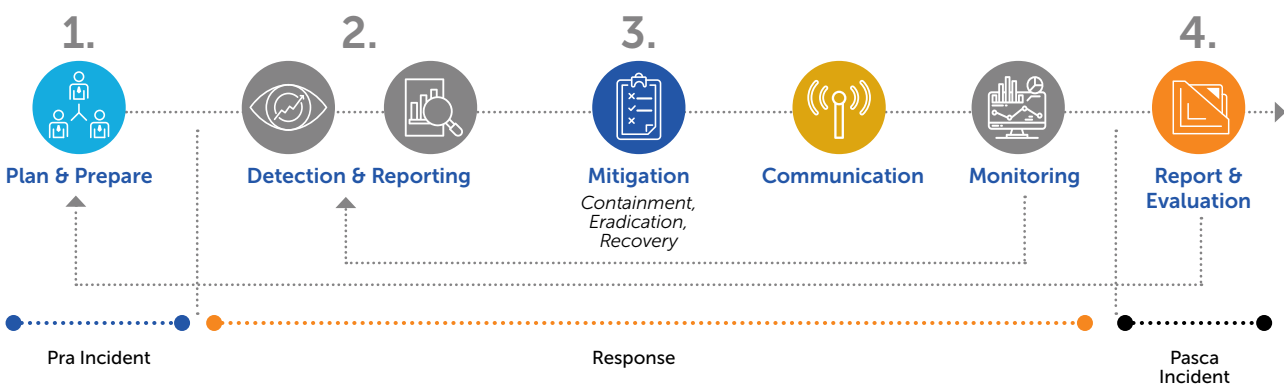 1.
2.
3.
4.
Plan & Prepare
Detection & Reporting
Mitigation
Containment,
Eradication,
Recovery
Communication
Monitoring
Report &
Evaluation
Pra Incident
Response
Pasca
Incident